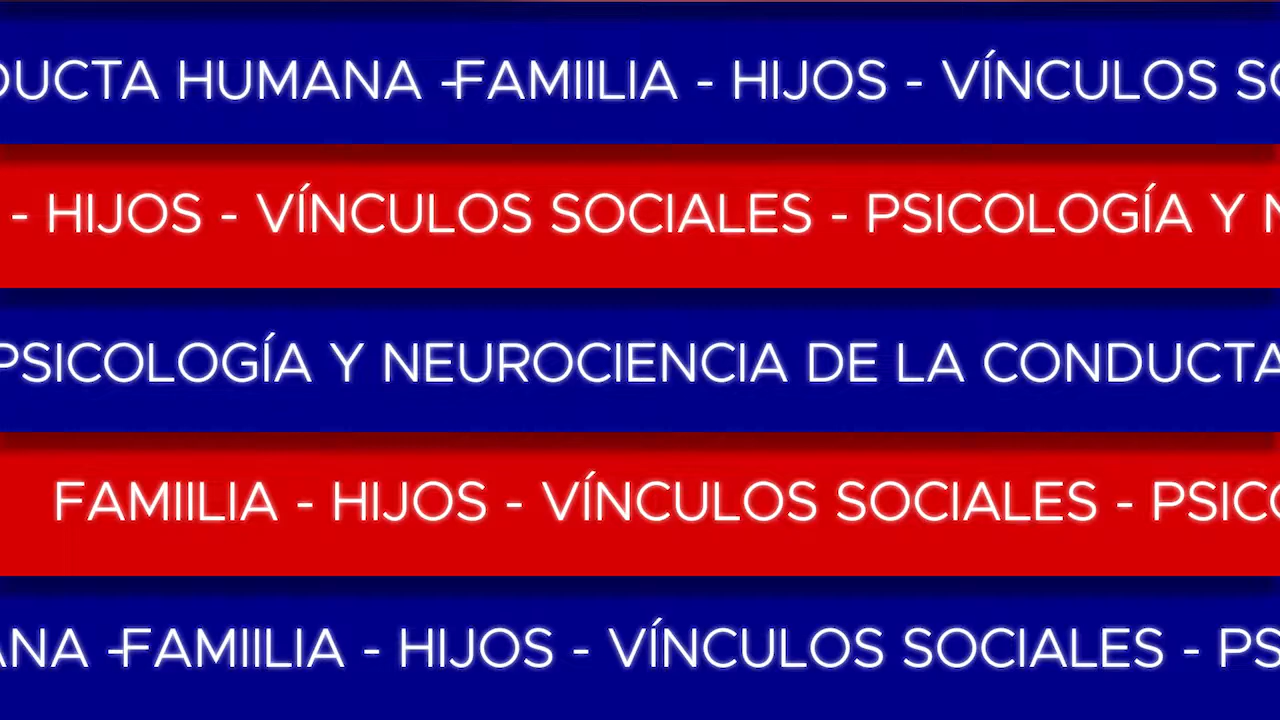 DUCTA HUMANA -FAMIILIA - HIJOS - VÍNCULOS SO
- HIJOS - VÍNCULOS SOCIALES - PSICOLOGÍA Y N
PSICOLOGÍA Y NEUROCIENCIA DE LA CONDUCTA
FAMIILIA - HIJOS - VÍNCULOS SOCIALES - PSICO
ANA -FAMIILIA - HIJOS - VÍNCULOS SOCIALES - PS